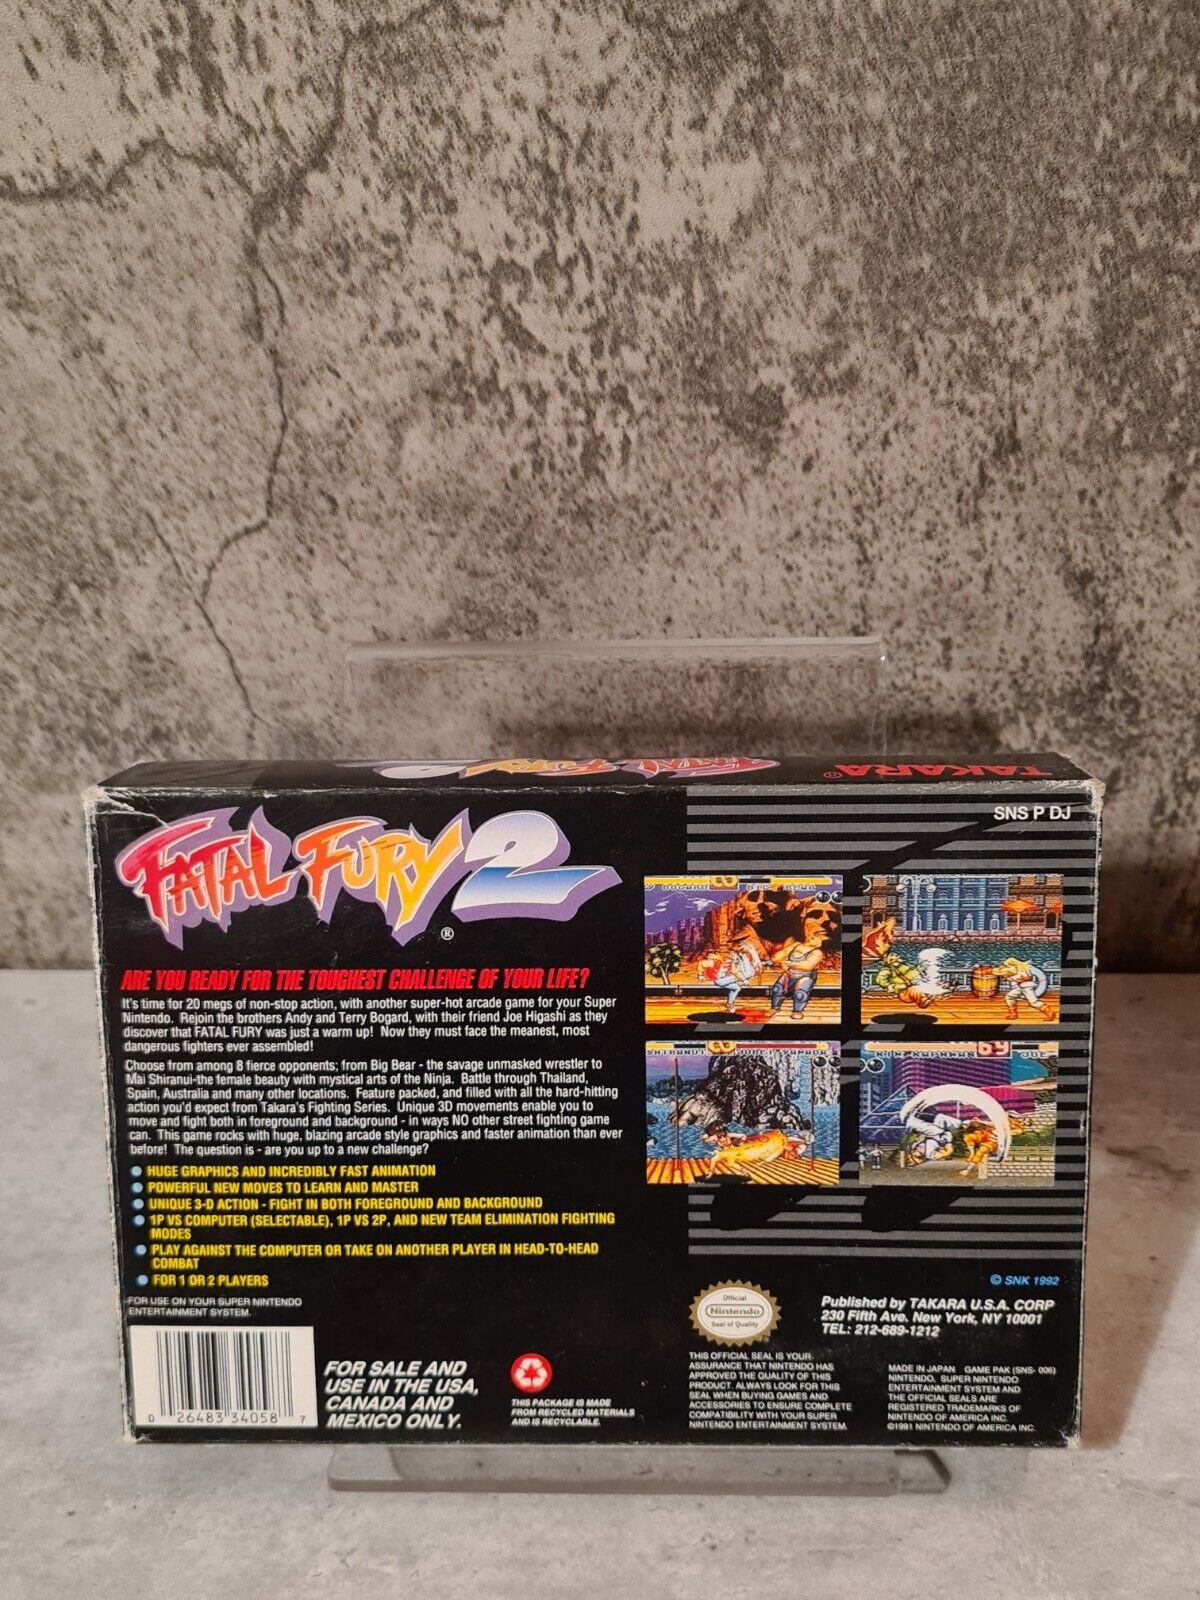 FATAL FURY 2
TAKARA®
SNS P DJ
FATAL FURY 2
®
ARE YOU READY FOR THE TOUGHEST CHALLENGE OF YOUR LIFE?
It's time for 20 megs of non-stop action, with another super-hot arcade game for your Super
Nintendo. Rejoin the brothers Andy and Terry Bogard, with their friend Joe Higashi as they
discover that FATAL FURY was just a warm up! Now they must face the meanest, most
dangerous fighters ever assembled!
Choose from among 8 fierce opponents; from Big Bear - the savage unmasked wrestler to
Mai Shiranui-the female beauty with mystical arts of the Ninja. Battle through Thailand,
Spain, Australia and many other locations. Feature packed, and filled with all the hard-hitting
action you'd expect from Takara's Fighting Series. Unique 3D movements enable you to
move and fight both in foreground and background - in ways NO other street fighting game
can. This game rocks with huge, blazing arcade style graphics and faster animation than ever
before! The question is - are you up to a new challenge?
HUGE GRAPHICS AND INCREDIBLY FAST ANIMATION
POWERFUL NEW MOVES TO LEARN AND MASTER
UNIQUE 3-D ACTION - FIGHT IN BOTH FOREGROUND AND BACKGROUND
1P VS COMPUTER (SELECTABLE), 1P VS 2P, AND NEW TEAM ELIMINATION FIGHTING
MODES
PLAY AGAINST THE COMPUTER OR TAKE ON ANOTHER PLAYER IN HEAD-TO-HEAD
COMBAT
FOR 1 OR 2 PLAYERS
FOR USE ON YOUR SUPER NINTENDO
ENTERTAINMENT SYSTEM.
0 26483 34058 7
FOR SALE AND
USE IN THE USA,
CANADA AND
MEXICO ONLY.
THIS PACKAGE IS MADE
FROM RECYCLED MATERIALS
AND IS RECYCLABLE.
Y BOGARD BIG BEAR
SHIRANUI JUBEI YAMADA
KIM KAPHWAN 69 JOE
© SNK 1992
Official
Nintendo
Seal of Quality
Published by TAKARA U.S.A. CORP
230 Fifth Ave. New York, NY 10001
TEL: 212-689-1212
THIS OFFICIAL SEAL IS YOUR
ASSURANCE THAT NINTENDO HAS
APPROVED THE QUALITY OF THIS
PRODUCT. ALWAYS LOOK FOR THIS
SEAL WHEN BUYING GAMES AND
ACCESSORIES TO ENSURE COMPLETE
COMPATIBILITY WITH YOUR SUPER
NINTENDO ENTERTAINMENT SYSTEM.
MADE IN JAPAN GAME PAK (SNS- 006)
NINTENDO, SUPER NINTENDO
ENTERTAINMENT SYSTEM AND
THE OFFICIAL SEALS ARE
REGISTERED TRADEMARKS OF
NINTENDO OF AMERICA INC.
©1991 NINTENDO OF AMERICA INC.